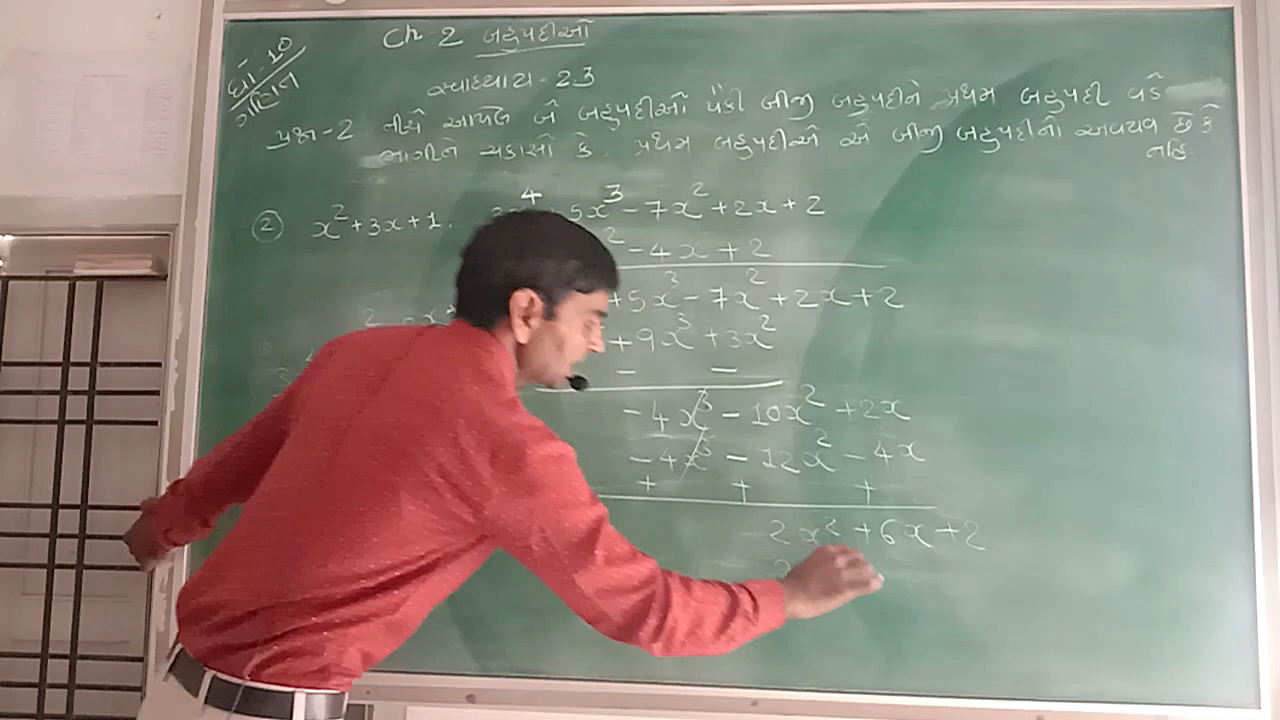 ધો. 10
ગણિત
Ch 2 બહુપદીઓ
સ્વાધ્યાય - 2.3
પ્રશ્ન - 2 નીચે આપેલ બે બહુપદીઓ પૈકી બીજી બહુપદીને પ્રથમ બહુપદી વડે
ભાગીને ચકાસો કે પ્રથમ બહુપદીએ એ બીજી બહુપદીનો અવયવ છે કે
નહિ
② x² + 3x + 1. 5x³ - 7x² + 2x + 2
² - 4x + 2
+ 5x³ - 7x² + 2x + 2
+ 9x³ + 3x²
- -
- 4x³ - 10x² + 2x
- 4x³ - 12x² - 4x
+ + +
2x² + 6x + 2